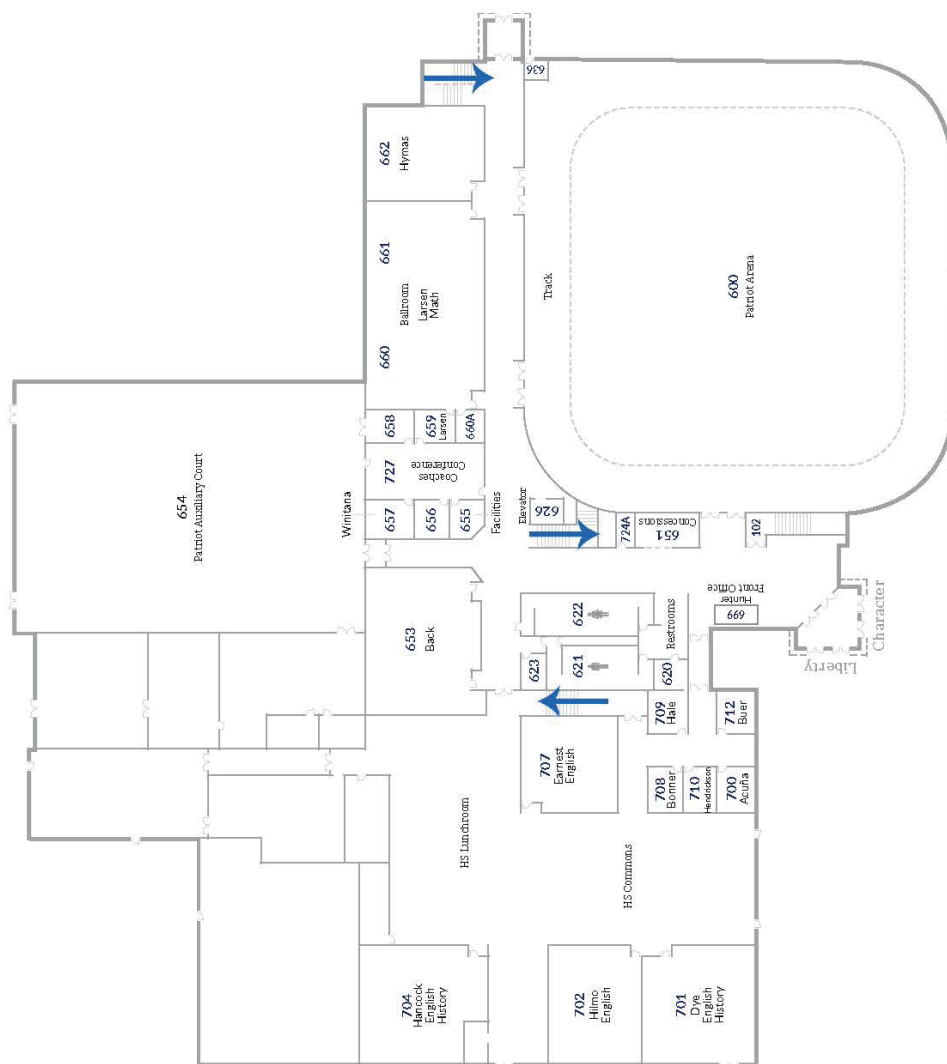 636
662
Hymas
661
Ballroom
Larsen
Math
660
Track
600
Patriot Arena
654
Patriot Auxiliary Court
Winitana
658
659
Larsen
660A
727
Coaches
Conference
657
656
655
Facilities
Elevator
626
724A
651
Concessions
102
Hunter
Front Office
699
Liberty
Character
653
Back
622
621
623
Restrooms
620
709
Hale
712
Buer
707
Earnest
English
708
Bonner
710
Hendrickson
700
Acuña
HS Lunchroom
HS Commons
704
Hancock
English
History
702
Hilmo
English
701
Dye
English
History